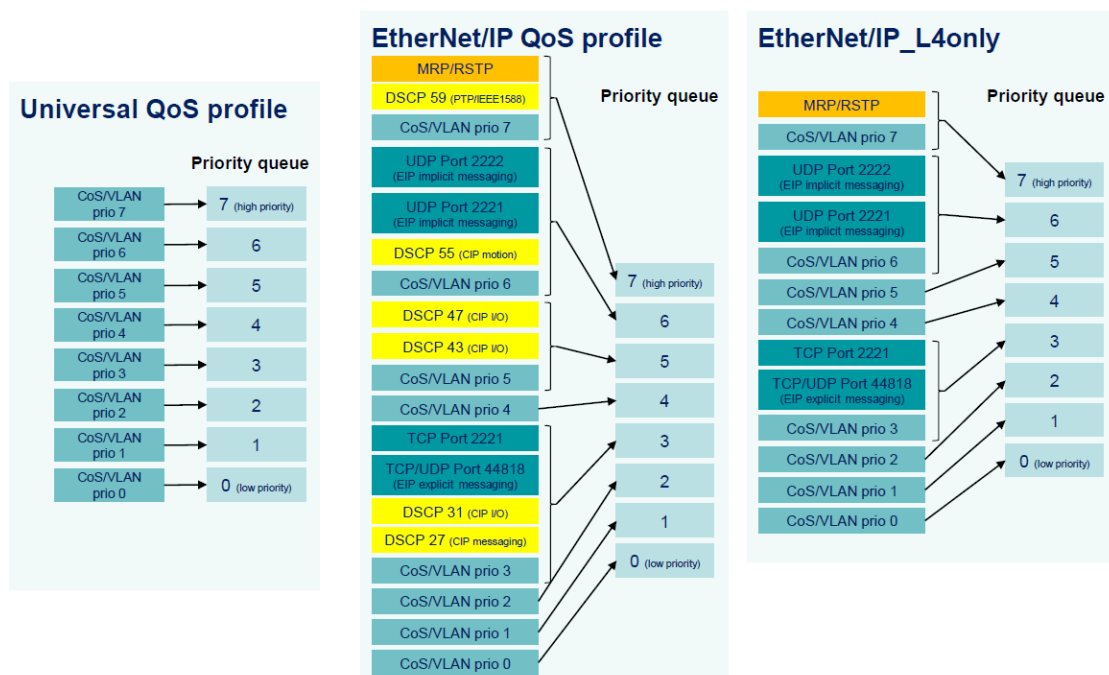 Universal QoS profile
Priority queue
CoS/VLAN
prio 7
7 (high priority)
CoS/VLAN
prio 6
6
CoS/VLAN
prio 5
5
CoS/VLAN
prio 4
4
CoS/VLAN
prio 3
3
CoS/VLAN
prio 2
2
CoS/VLAN
prio 1
1
CoS/VLAN
prio 0
0 (low priority)
EtherNet/IP QoS profile
Priority queue
MRP/RSTP
DSCP 59 (PTP/IEEE1588)
CoS/VLAN prio 7
UDP Port 2222
(EIP implicit messaging)
UDP Port 2221
(EIP implicit messaging)
DSCP 55 (CIP motion)
CoS/VLAN prio 6
DSCP 47 (CIP I/O)
DSCP 43 (CIP I/O)
CoS/VLAN prio 5
CoS/VLAN prio 4
TCP Port 2221
TCP/UDP Port 44818
(EIP explicit messaging)
DSCP 31 (CIP I/O)
DSCP 27 (CIP messaging)
CoS/VLAN prio 3
CoS/VLAN prio 2
CoS/VLAN prio 1
CoS/VLAN prio 0
7 (high priority)
6
5
4
3
2
1
0 (low priority)
EtherNet/IP_L4only
Priority queue
MRP/RSTP
CoS/VLAN prio 7
UDP Port 2222
(EIP implicit messaging)
UDP Port 2221
(EIP implicit messaging)
CoS/VLAN prio 6
CoS/VLAN prio 5
CoS/VLAN prio 4
TCP Port 2221
TCP/UDP Port 44818
(EIP explicit messaging)
CoS/VLAN prio 3
CoS/VLAN prio 2
CoS/VLAN prio 1
CoS/VLAN prio 0
7 (high priority)
6
5
4
3
2
1
0 (low priority)